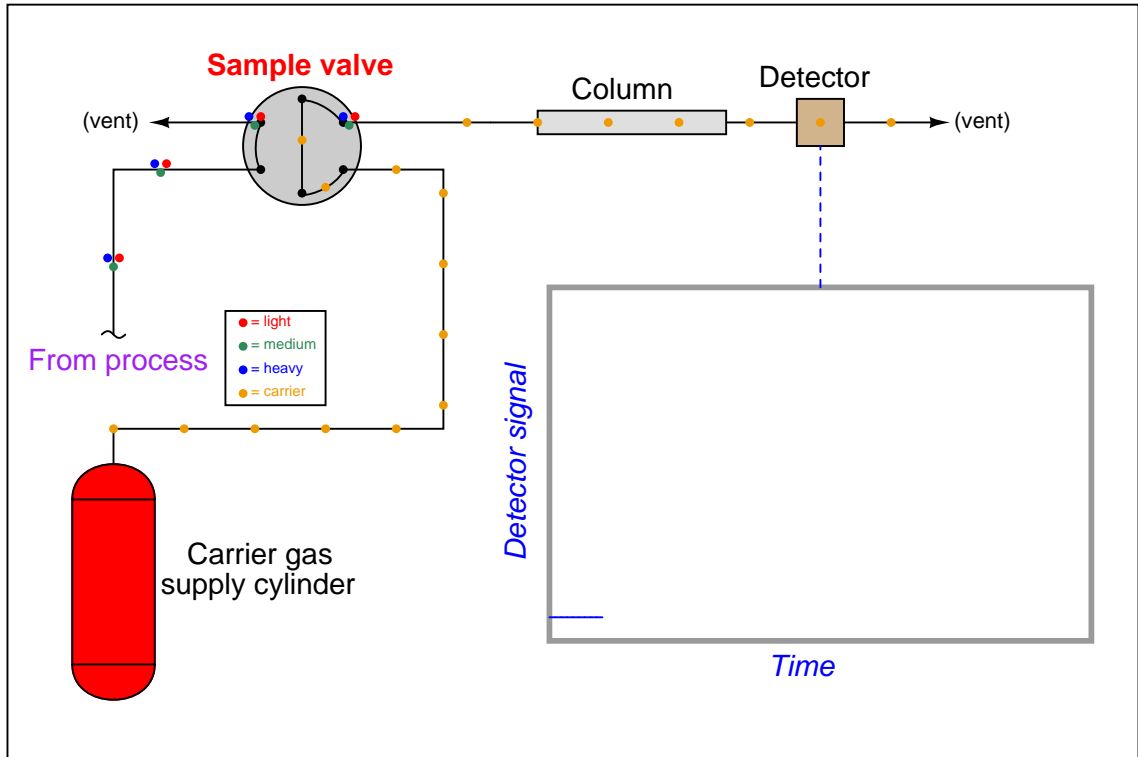 Sample valve
Column
Detector
(vent)
(vent)
From process
= light
= medium
= heavy
= carrier
Detector signal
Carrier gas
supply cylinder
Time